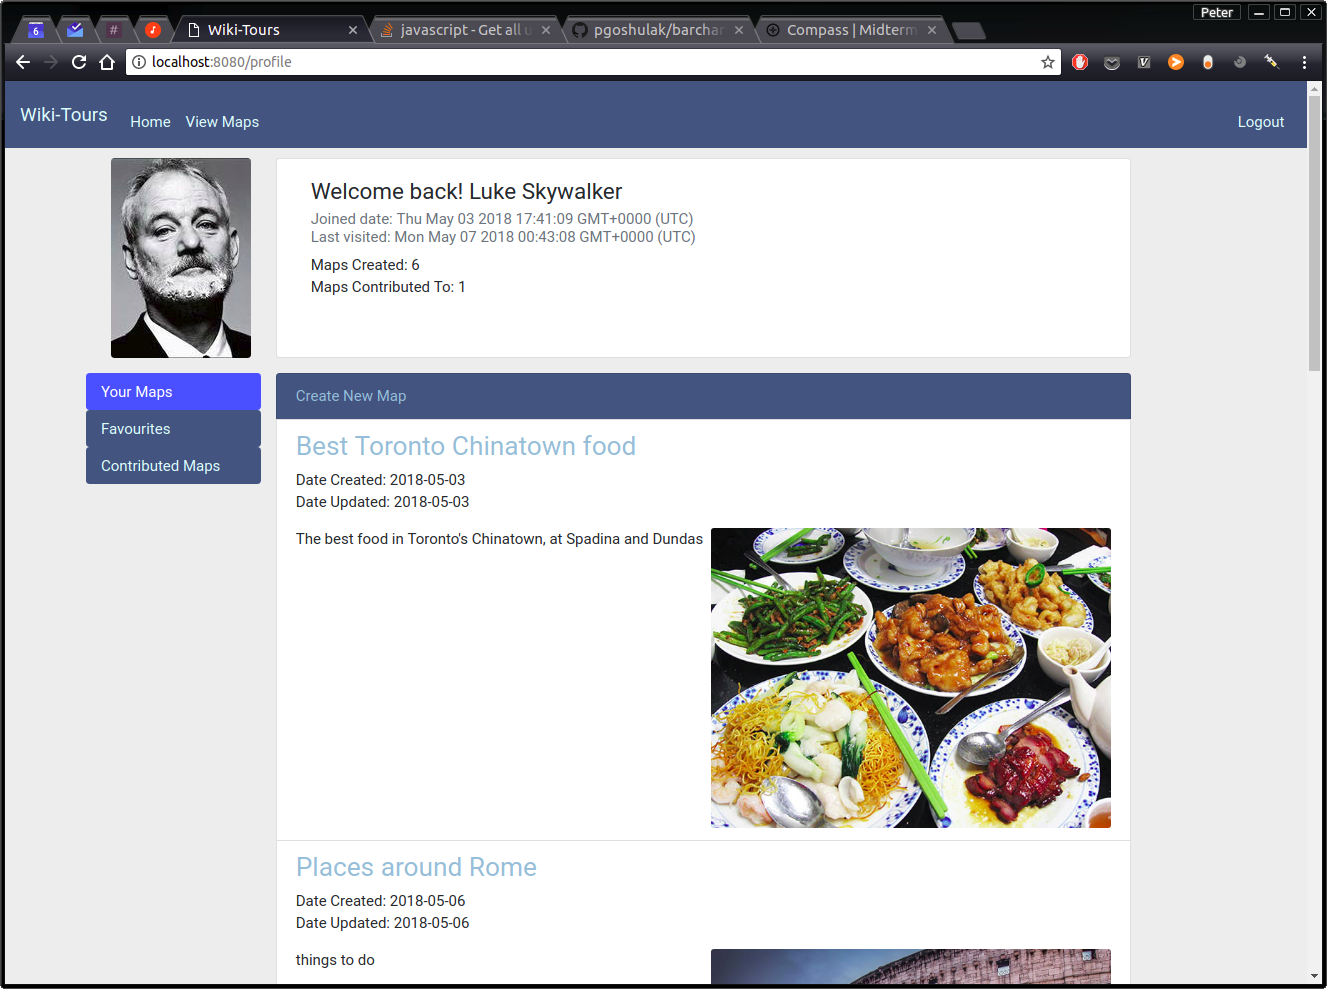 Peter
6
#
Wiki-Tours
javascript - Get all u
pgoshulak/barchar
Compass | Midterm
localhost:8080/profile
V
Wiki-Tours
Home
View Maps
Logout
Welcome back! Luke Skywalker
Joined date: Thu May 03 2018 17:41:09 GMT+0000 (UTC)
Last visited: Mon May 07 2018 00:43:08 GMT+0000 (UTC)
Maps Created: 6
Maps Contributed To: 1
Your Maps
Favourites
Contributed Maps
Create New Map
Best Toronto Chinatown food
Date Created: 2018-05-03
Date Updated: 2018-05-03
The best food in Toronto's Chinatown, at Spadina and Dundas
Places around Rome
Date Created: 2018-05-06
Date Updated: 2018-05-06
things to do